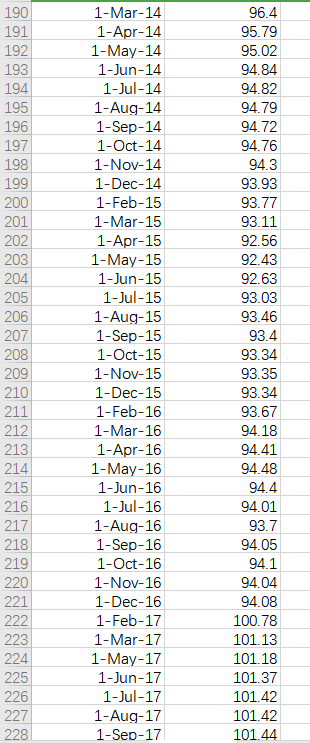 190 1-Mar-14 96.4
191 1-Apr-14 95.79
192 1-May-14 95.02
193 1-Jun-14 94.84
194 1-Jul-14 94.82
195 1-Aug-14 94.79
196 1-Sep-14 94.72
197 1-Oct-14 94.76
198 1-Nov-14 94.3
199 1-Dec-14 93.93
200 1-Feb-15 93.77
201 1-Mar-15 93.11
202 1-Apr-15 92.56
203 1-May-15 92.43
204 1-Jun-15 92.63
205 1-Jul-15 93.03
206 1-Aug-15 93.46
207 1-Sep-15 93.4
208 1-Oct-15 93.34
209 1-Nov-15 93.35
210 1-Dec-15 93.34
211 1-Feb-16 93.67
212 1-Mar-16 94.18
213 1-Apr-16 94.41
214 1-May-16 94.48
215 1-Jun-16 94.4
216 1-Jul-16 94.01
217 1-Aug-16 93.7
218 1-Sep-16 94.05
219 1-Oct-16 94.1
220 1-Nov-16 94.04
221 1-Dec-16 94.08
222 1-Feb-17 100.78
223 1-Mar-17 101.13
224 1-May-17 101.18
225 1-Jun-17 101.37
226 1-Jul-17 101.42
227 1-Aug-17 101.42
228 1-Sep-17 101.44